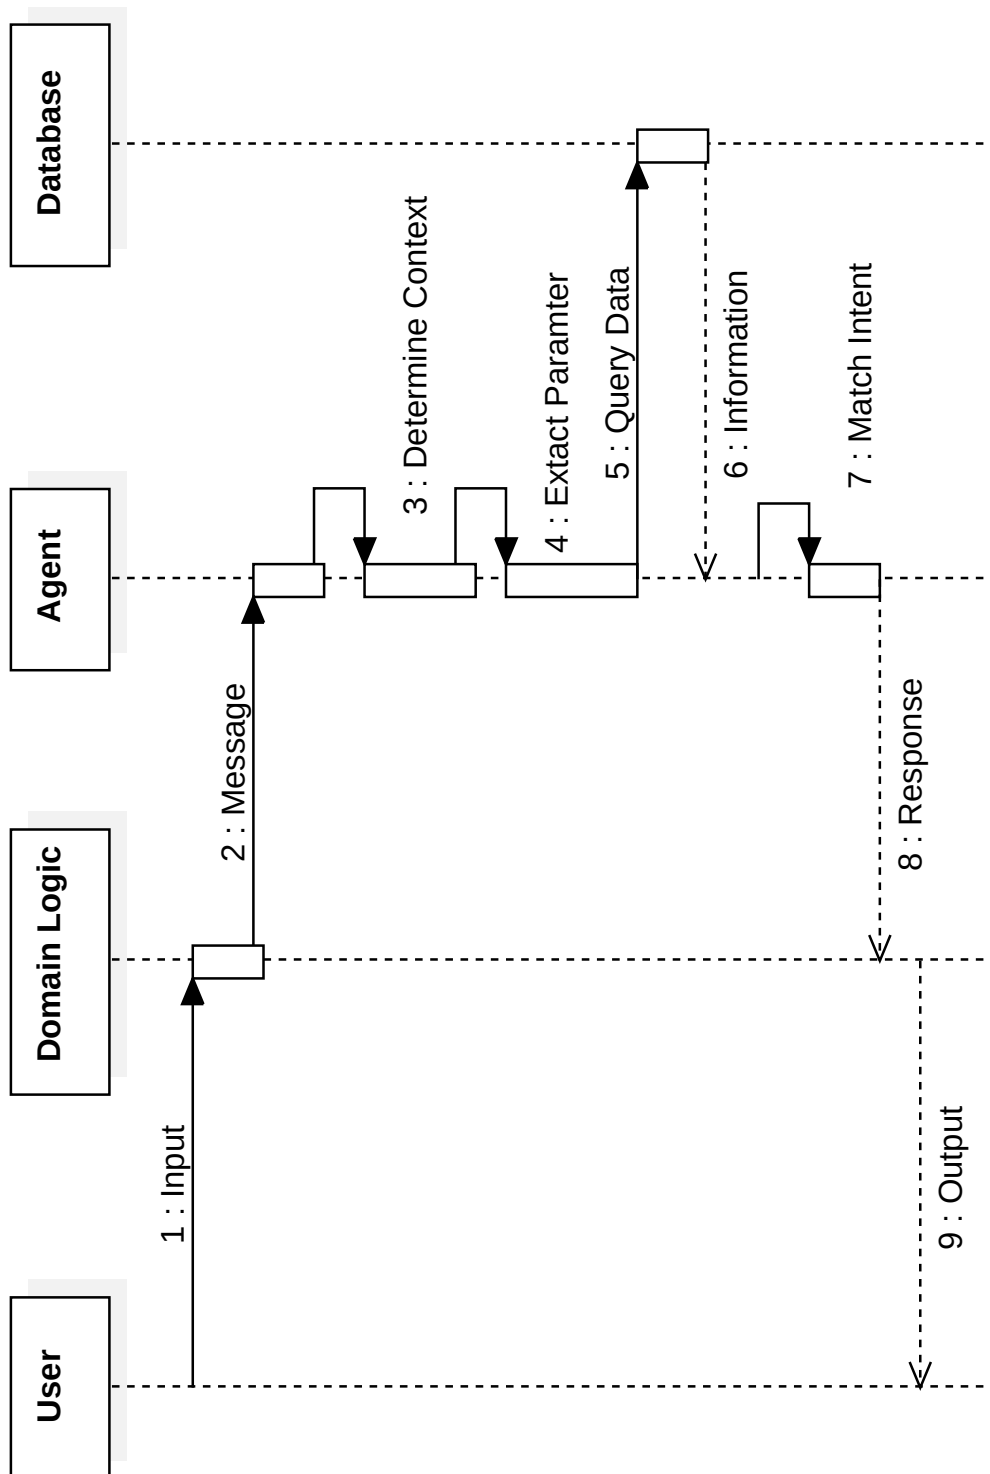 User
Domain Logic
Agent
Database
1 : Input
2 : Message
3 : Determine Context
4 : Extact Paramter
5 : Query Data
6 : Information
7 : Match Intent
8 : Response
9 : Output